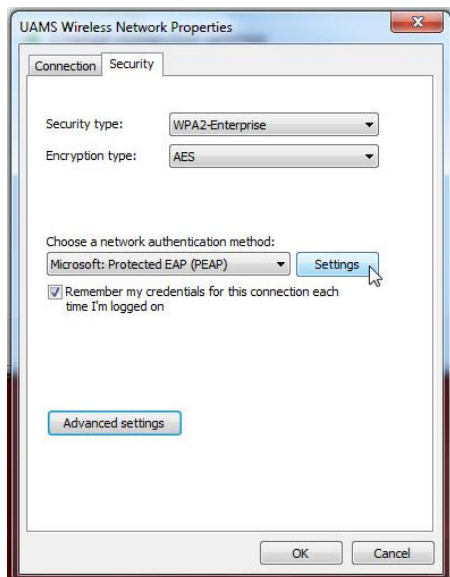 UAMS Wireless Network Properties
Connection
Security
Security type:
WPA2-Enterprise
Encryption type:
AES
Choose a network authentication method:
Microsoft: Protected EAP (PEAP)
Settings
Remember my credentials for this connection each
time I'm logged on
Advanced settings
OK
Cancel